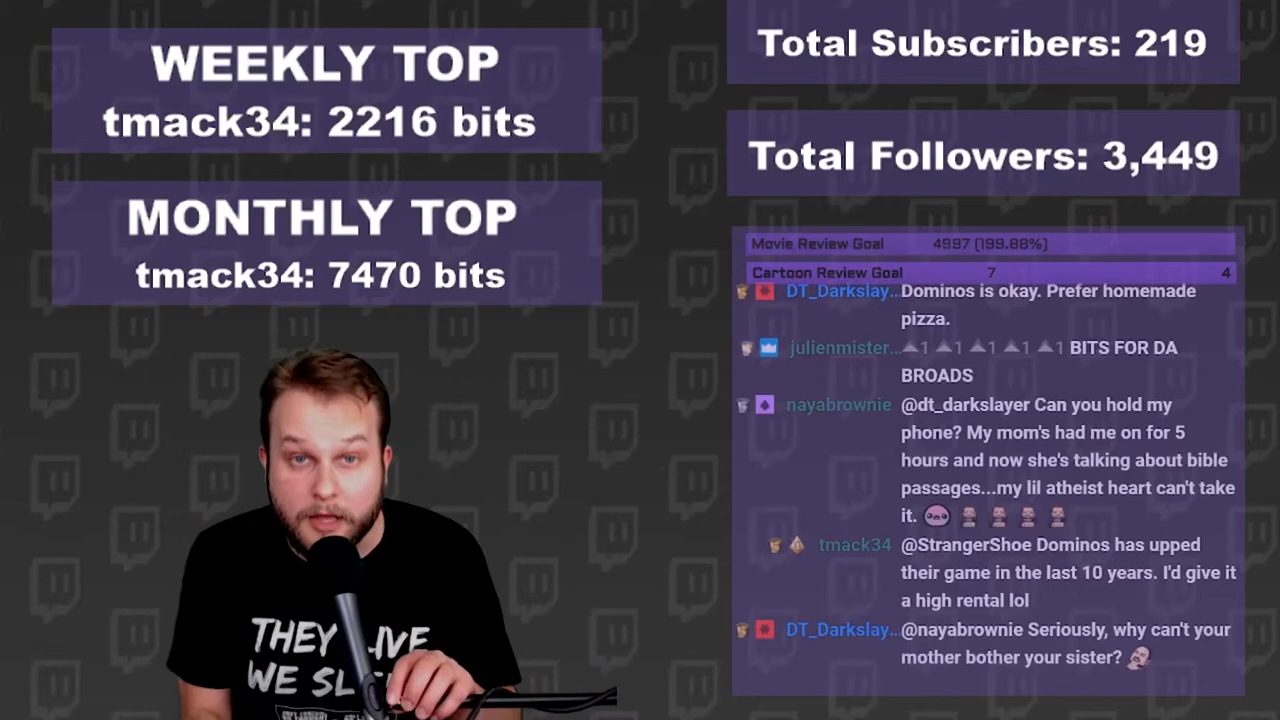 WEEKLY TOP
tmack34: 2216 bits
MONTHLY TOP
tmack34: 7470 bits
THEY LIVE
WE
Total Subscribers: 219
Total Followers: 3,449
Movie Review Goal 4997 (199.88%)
Cartoon Review Goal 7 4
DT_Darkslay... Dominos is okay. Prefer homemade
pizza.
julienmister... 1 1 1 1 1 BITS FOR DA
BROADS
nayabrownie @dt_darkslayer Can you hold my
phone? My mom's had me on for 5
hours and now she's talking about bible
passages...my lil atheist heart can't take
it.
tmack34 @StrangerShoe Dominos has upped
their game in the last 10 years. I'd give it
a high rental lol
DT_Darkslay... @nayabrownie Seriously, why can't your
mother bother your sister?